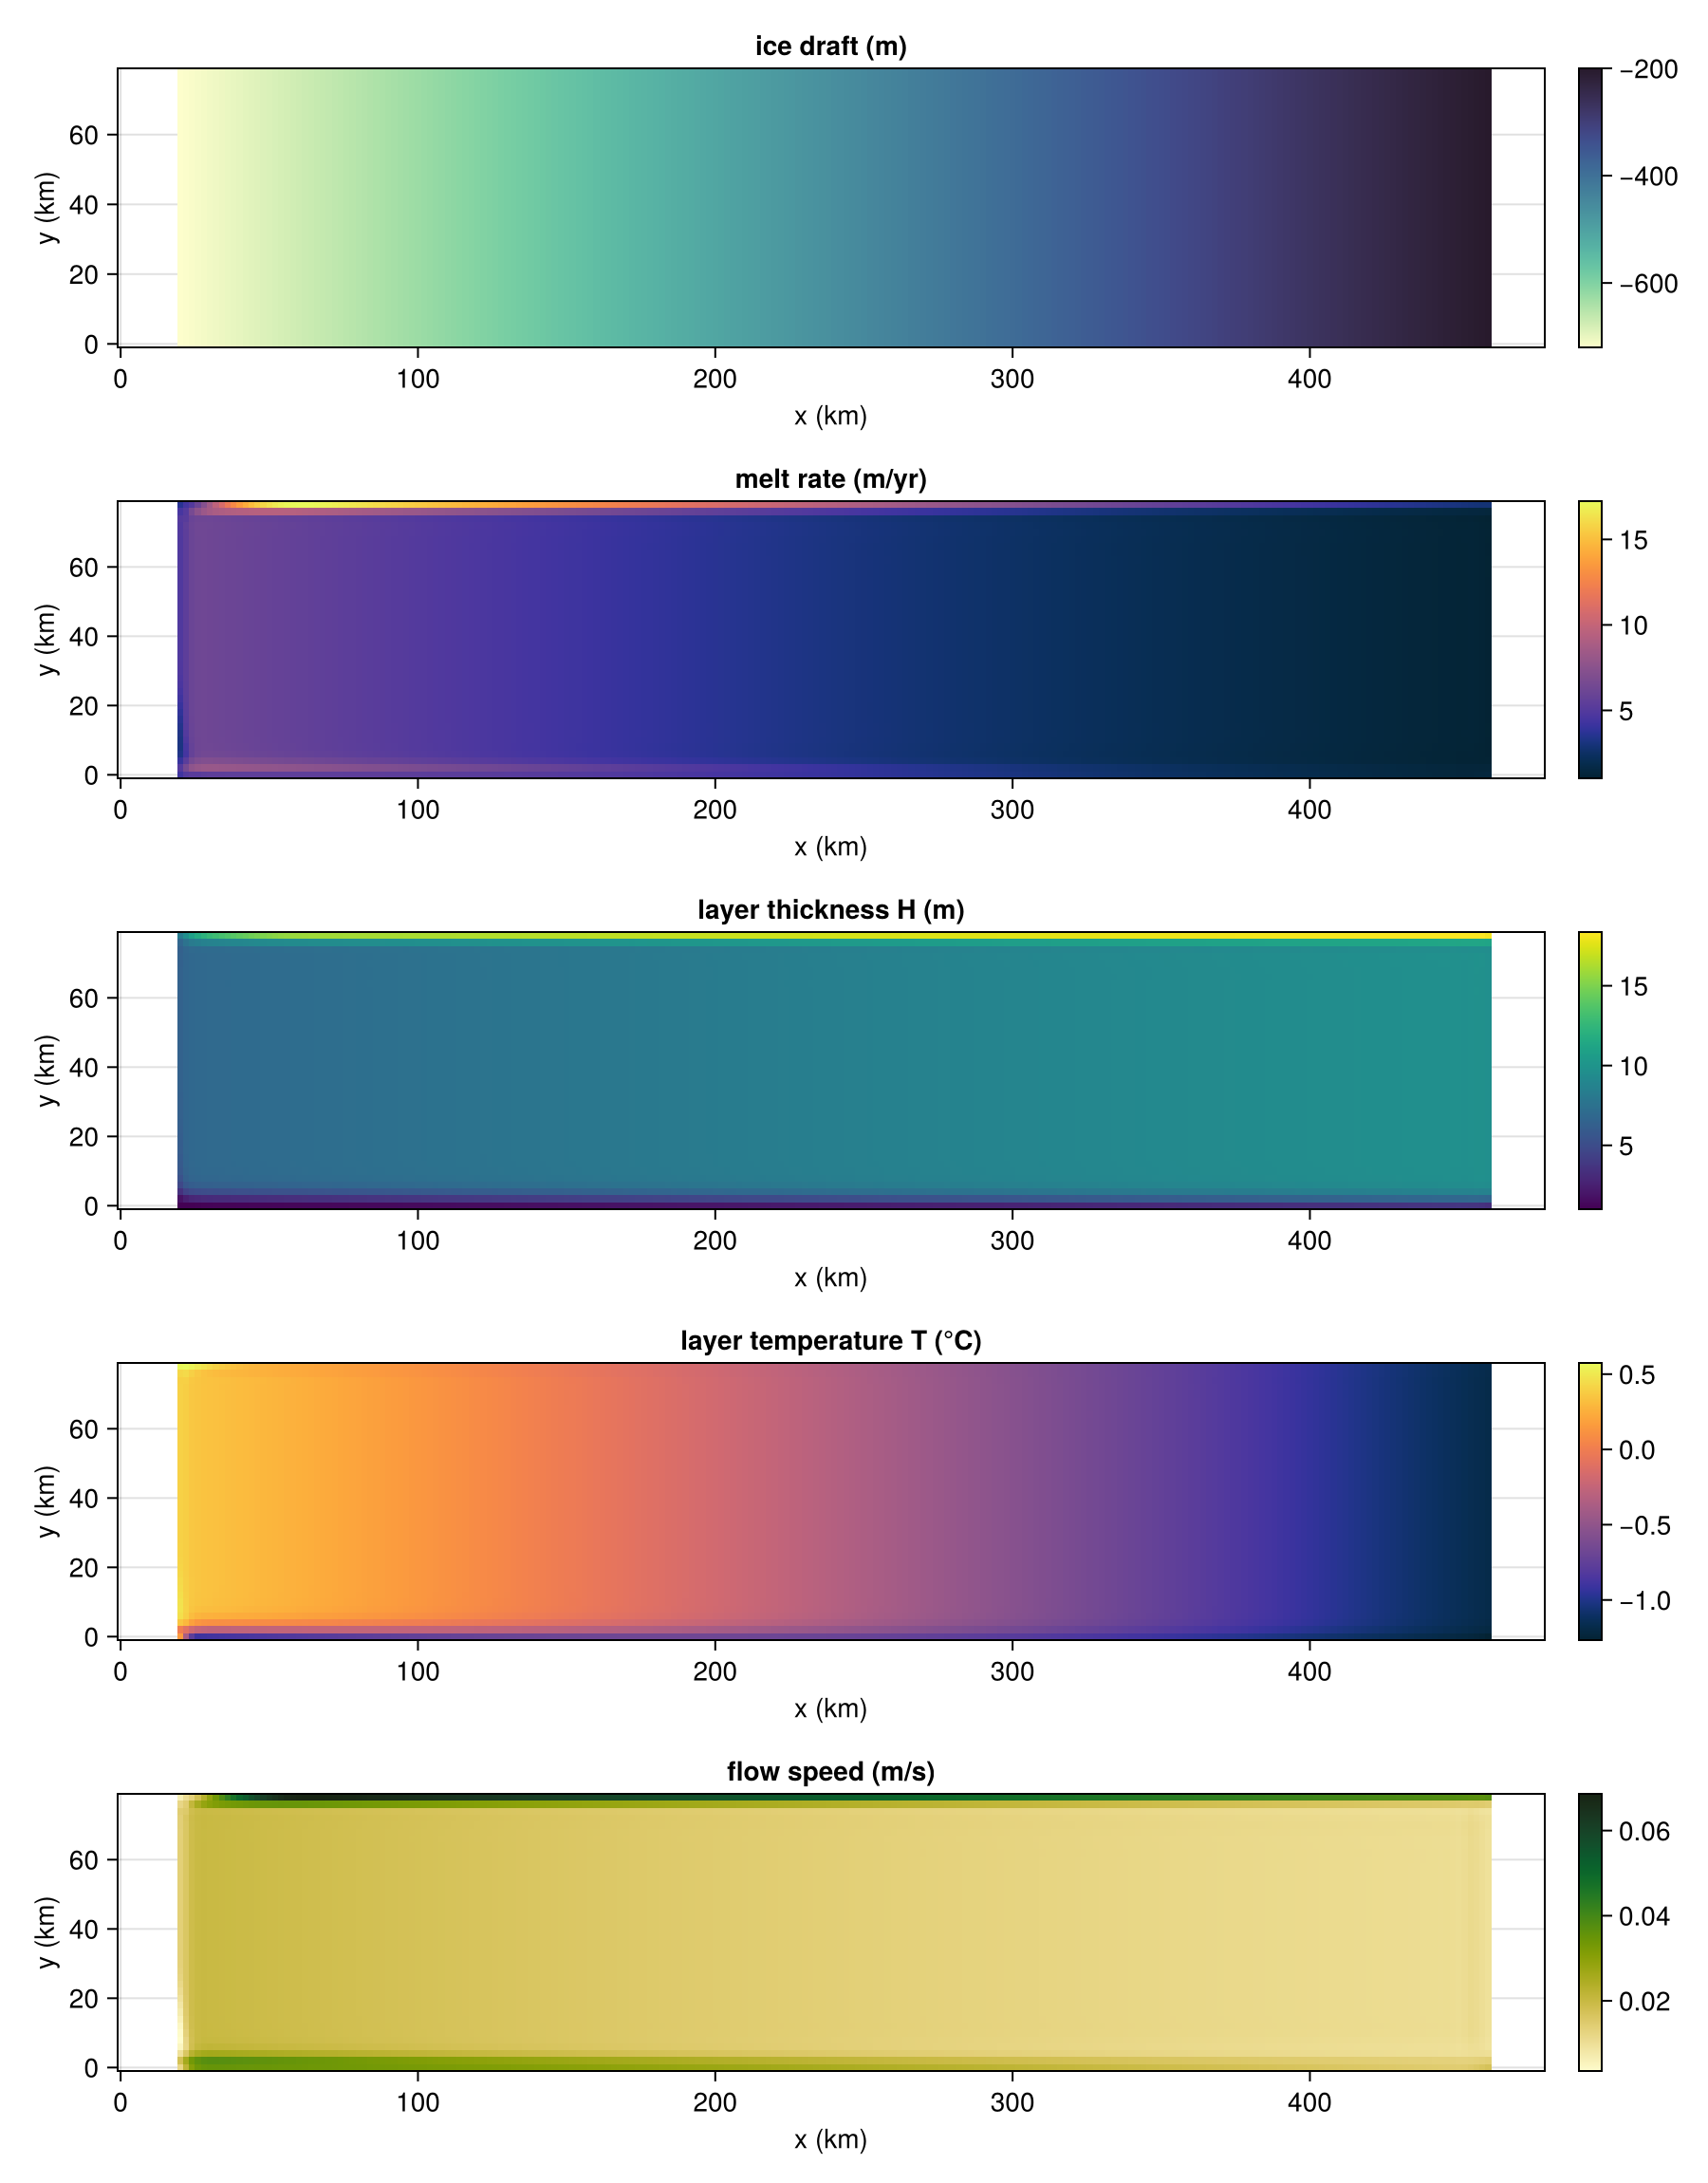 ice draft (m)
60
40
20
0
y (km)
0 100 200 300 400
x (km)
−200
−400
−600
melt rate (m/yr)
60
40
20
0
y (km)
0 100 200 300 400
x (km)
15
10
5
layer thickness H (m)
60
40
20
0
y (km)
0 100 200 300 400
x (km)
15
10
5
layer temperature T (°C)
60
40
20
0
y (km)
0 100 200 300 400
x (km)
0.5
0.0
−0.5
−1.0
flow speed (m/s)
60
40
20
0
y (km)
0 100 200 300 400
x (km)
0.06
0.04
0.02